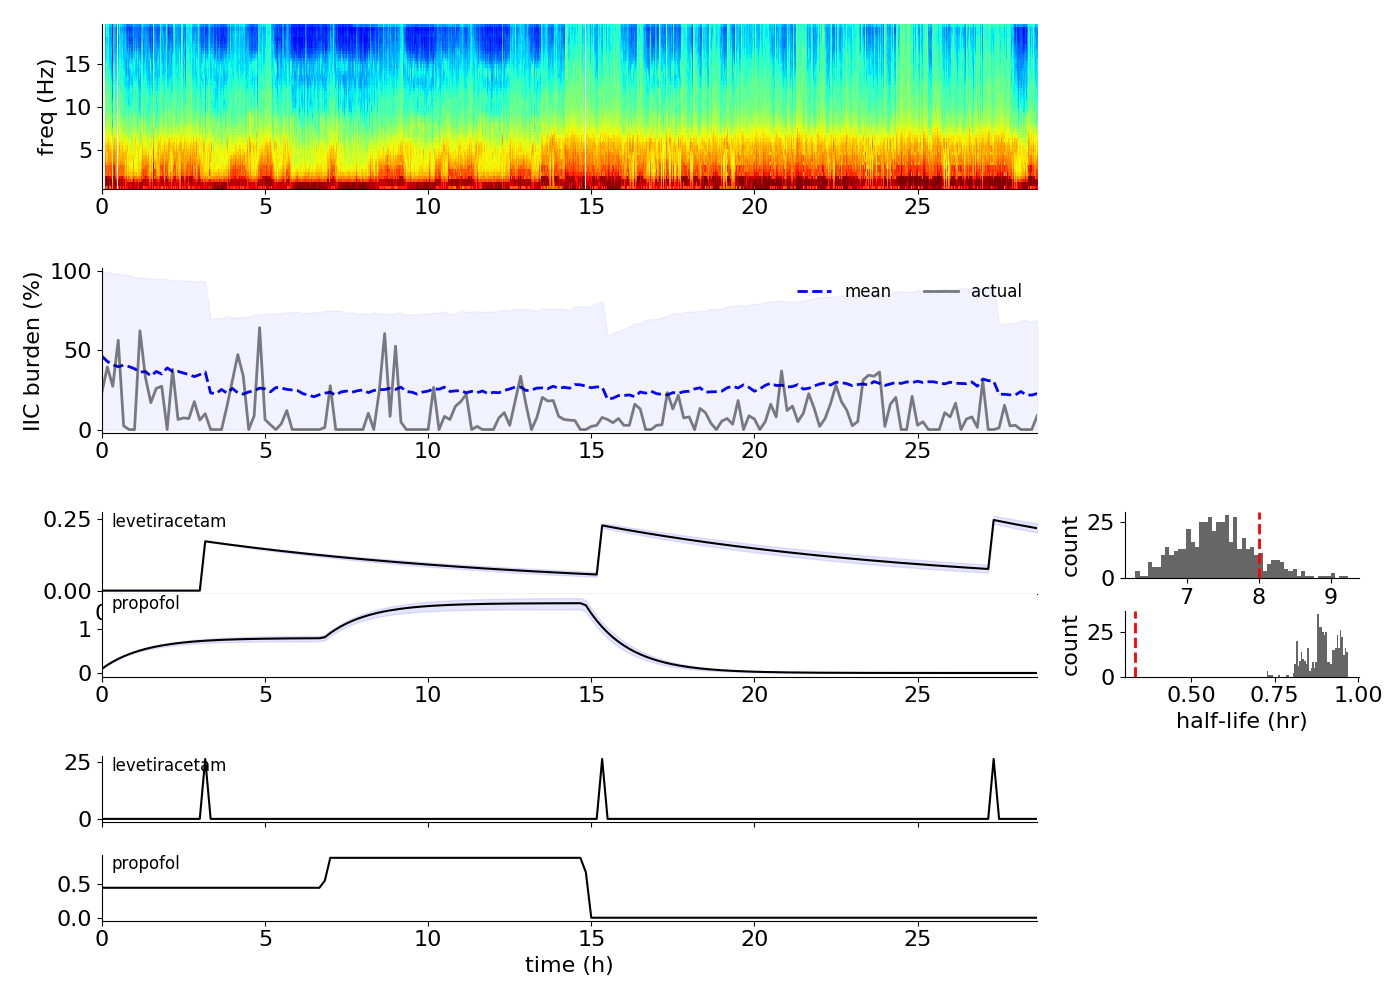 freq (Hz)
15
10
5
0 5 10 15 20 25
IIC burden (%)
100
50
0
mean actual
0 5 10 15 20 25
0.25
0.00
levetiracetam
0
propofol
1
0
0 5 10 15 20 25
count
25
0
7 8 9
count
25
0
0.50 0.75 1.00
half-life (hr)
25
0
levetiracetam
propofol
0.5
0.0
0 5 10 15 20 25
time (h)